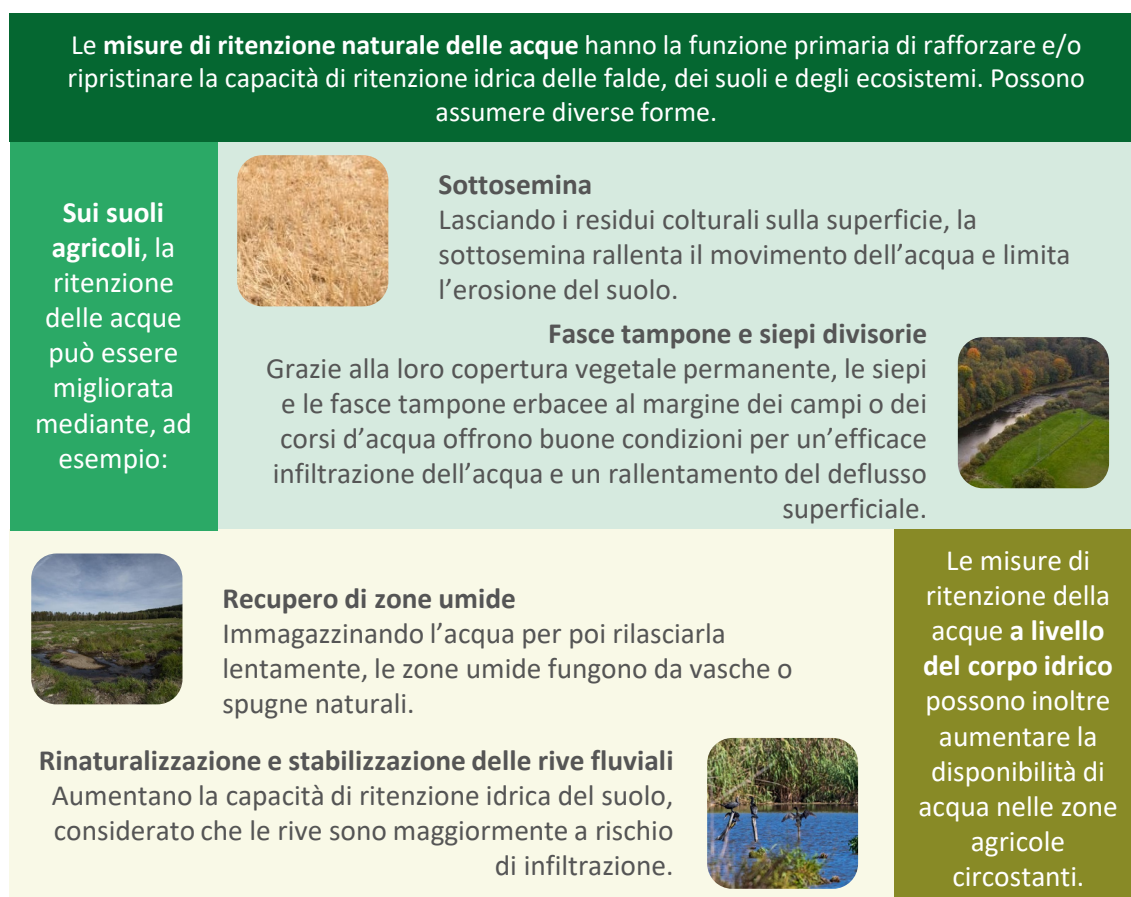 Le misure di ritenzione naturale delle acque hanno la funzione primaria di rafforzare e/o
ripristinare la capacità di ritenzione idrica delle falde, dei suoli e degli ecosistemi. Possono
assumere diverse forme.
Sui suoli
agricoli, la
ritenzione
delle acque
può essere
migliorata
mediante, ad
esempio:
Sottosemina
Lasciando i residui colturali sulla superficie, la
sottosemina rallenta il movimento dell’acqua e limita
l’erosione del suolo.
Fasce tampone e siepi divisorie
Grazie alla loro copertura vegetale permanente, le siepi
e le fasce tampone erbacee al margine dei campi o dei
corsi d’acqua offrono buone condizioni per un’efficace
infiltrazione dell’acqua e un rallentamento del deflusso
superficiale.
Recupero di zone umide
Immagazzinando l’acqua per poi rilasciarla
lentamente, le zone umide fungono da vasche o
spugne naturali.
Rinaturalizzazione e stabilizzazione delle rive fluviali
Aumentano la capacità di ritenzione idrica del suolo,
considerato che le rive sono maggiormente a rischio
di infiltrazione.
Le misure di
ritenzione della
acque a livello
del corpo idrico
possono inoltre
aumentare la
disponibilità di
acqua nelle zone
agricole
circostanti.